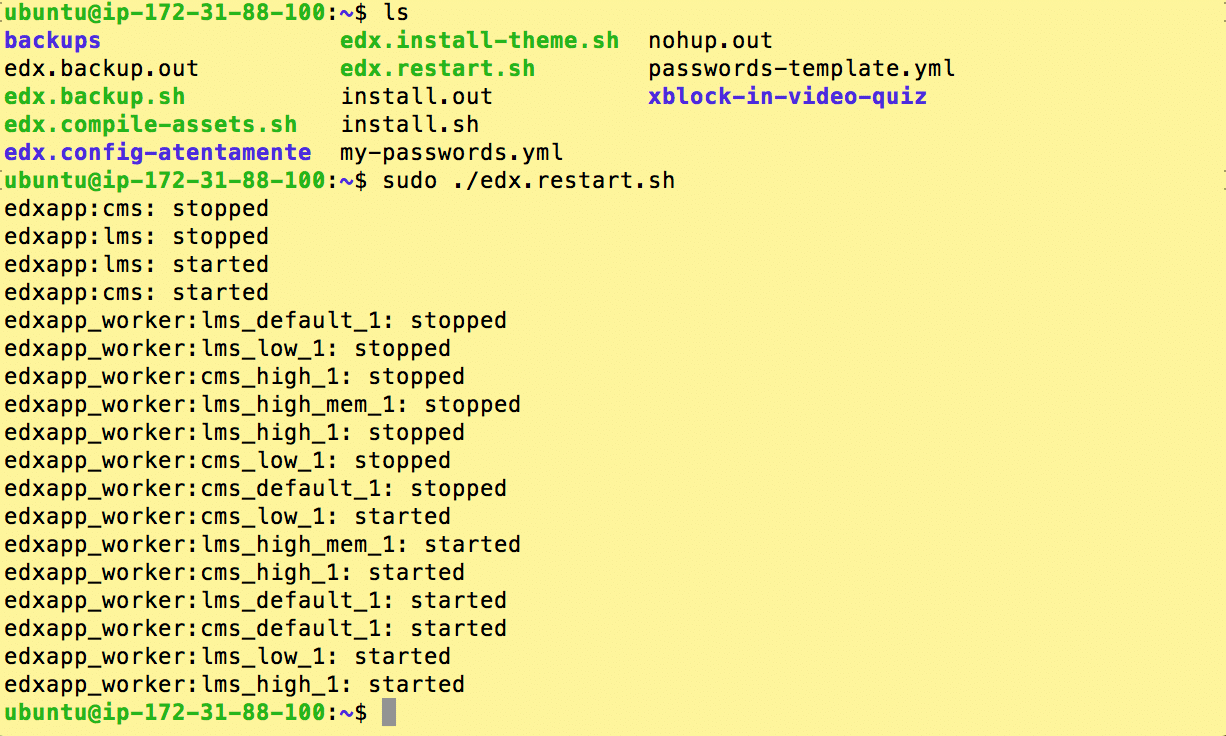 ubuntu@ip-172-31-88-100:~$ ls
backups                 edx.install-theme.sh  nohup.out
edx.backup.out          edx.restart.sh        passwords-template.yml
edx.backup.sh           install.out           xblock-in-video-quiz
edx.compile-assets.sh   install.sh
edx.config-atentamente  my-passwords.yml
ubuntu@ip-172-31-88-100:~$ sudo ./edx.restart.sh
edxapp:cms: stopped
edxapp:lms: stopped
edxapp:lms: started
edxapp:cms: started
edxapp_worker:lms_default_1: stopped
edxapp_worker:lms_low_1: stopped
edxapp_worker:cms_high_1: stopped
edxapp_worker:lms_high_mem_1: stopped
edxapp_worker:lms_high_1: stopped
edxapp_worker:cms_low_1: stopped
edxapp_worker:cms_default_1: stopped
edxapp_worker:cms_low_1: started
edxapp_worker:lms_high_mem_1: started
edxapp_worker:cms_high_1: started
edxapp_worker:lms_default_1: started
edxapp_worker:cms_default_1: started
edxapp_worker:lms_low_1: started
edxapp_worker:lms_high_1: started
ubuntu@ip-172-31-88-100:~$